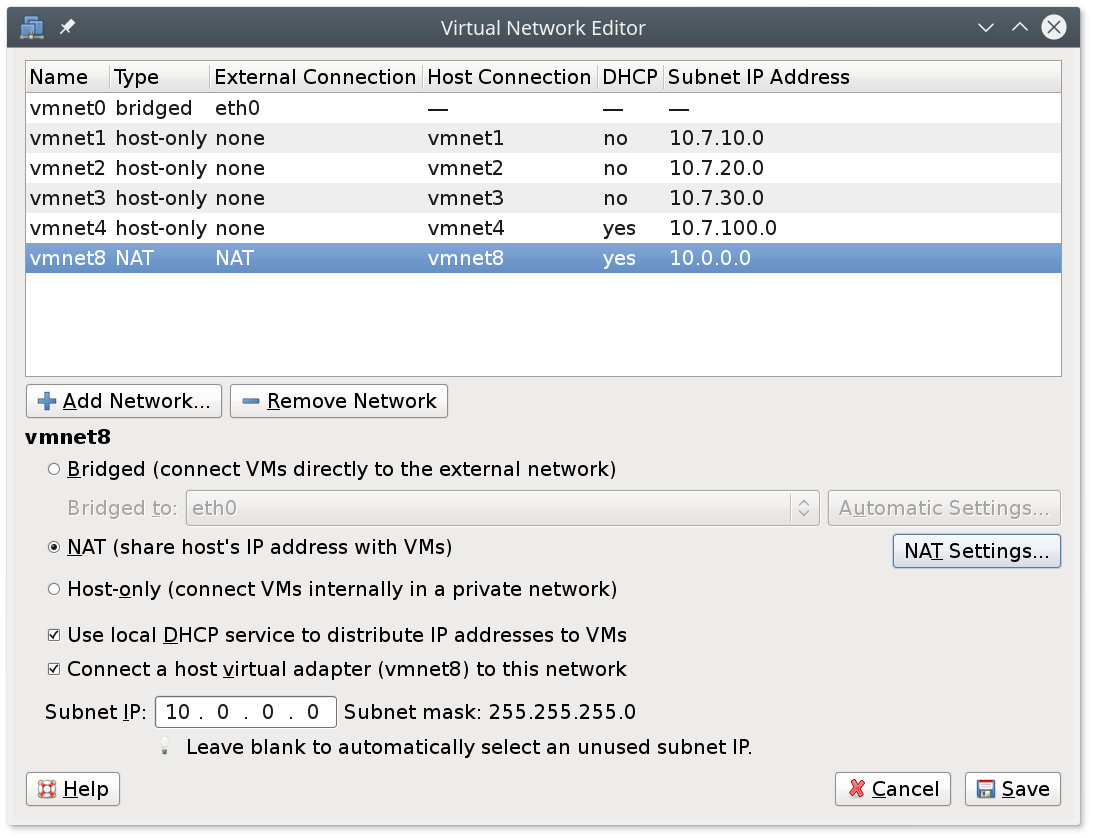 Virtual Network Editor
Name Type External Connection Host Connection DHCP Subnet IP Address
vmnet0 bridged eth0 — — —
vmnet1 host-only none vmnet1 no 10.7.10.0
vmnet2 host-only none vmnet2 no 10.7.20.0
vmnet3 host-only none vmnet3 no 10.7.30.0
vmnet4 host-only none vmnet4 yes 10.7.100.0
vmnet8 NAT NAT vmnet8 yes 10.0.0.0
Add Network... Remove Network
vmnet8
Bridged (connect VMs directly to the external network)
Bridged to: eth0 Automatic Settings...
NAT (share host's IP address with VMs)
NAT Settings...
Host-only (connect VMs internally in a private network)
Use local DHCP service to distribute IP addresses to VMs
Connect a host virtual adapter (vmnet8) to this network
Subnet IP: 10 . 0 . 0 . 0 Subnet mask: 255.255.255.0
Leave blank to automatically select an unused subnet IP.
Help Cancel Save